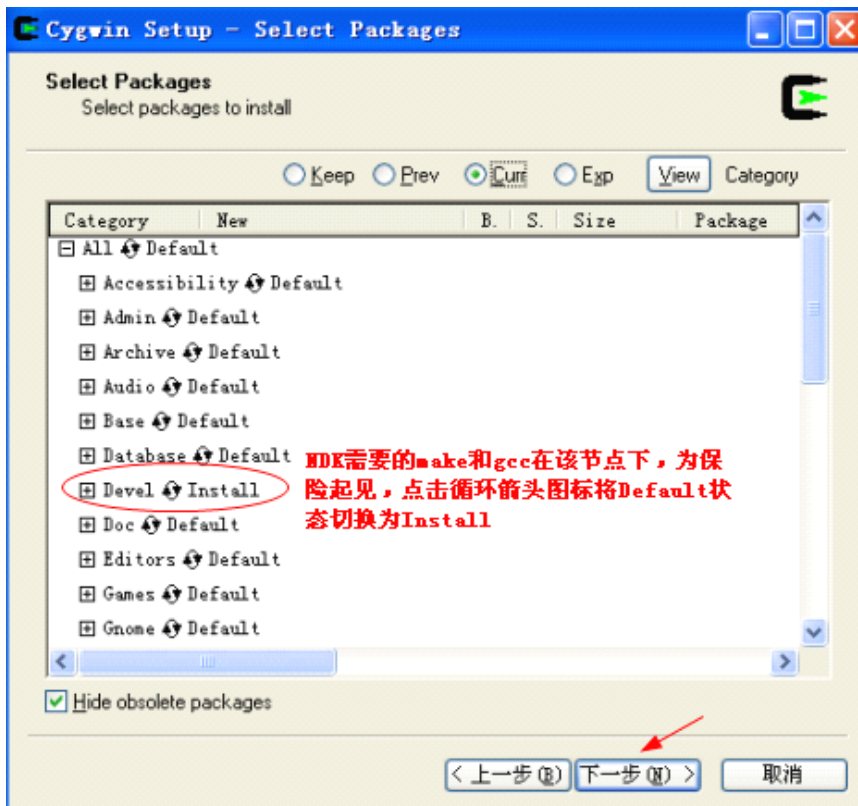 Cygwin Setup - Select Packages
Select Packages
Select packages to install
Keep Prev Curr Exp View Category
Category New B. S. Size Package
All Default
Accessibility Default
Admin Default
Archive Default
Audio Default
Base Default
Database Default
Devel Install
Doc Default
Editors Default
Games Default
Gnome Default
NDK需要的make和gcc在该节点下，为保
险起见，点击循环箭头图标将Default状
态切换为Install
Hide obsolete packages
< 上一步(B) 下一步(N) > 取消